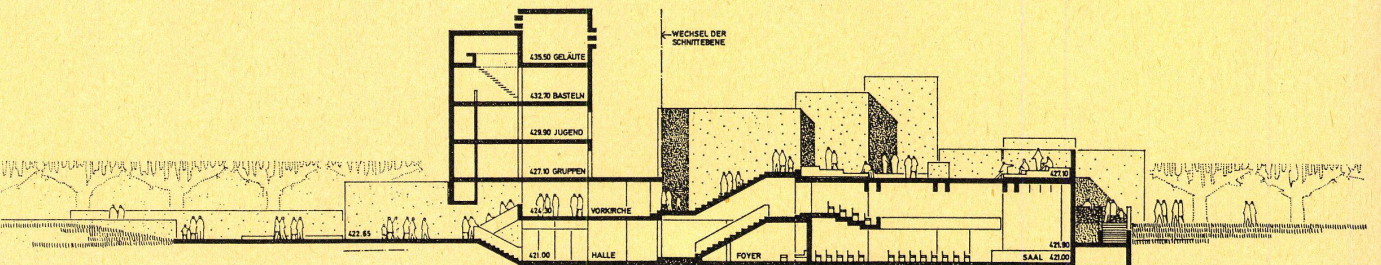 WECHSEL DER
SCHNITTEBENE
435.50 GELÄUTE
432.70 BASTELN
429.90 JUGEND
427.10 GRUPPEN
427.10
424.30 VORKIRCHE
422.65
421.90
421.00 HALLE FOYER SAAL 421.00